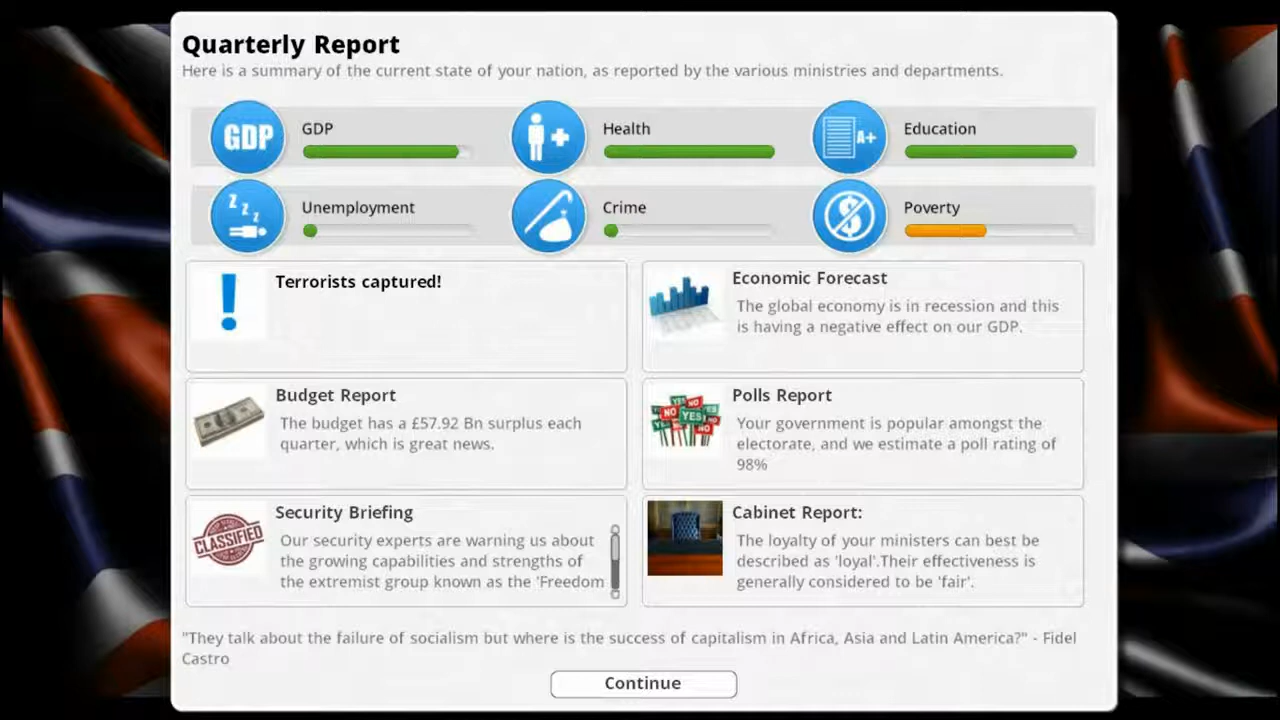 Quarterly Report
Here is a summary of the current state of your nation, as reported by the various ministries and departments.
GDP
GDP
Health
A+
Education
Z Z Z
Unemployment
Crime
$
Poverty
!
Terrorists captured!
Economic Forecast
The global economy is in recession and this
is having a negative effect on our GDP.
Budget Report
The budget has a £57.92 Bn surplus each
quarter, which is great news.
YES
NO
YES
NO
NO
Polls Report
Your government is popular amongst the
electorate, and we estimate a poll rating of
98%
CLASSIFIED
Security Briefing
Our security experts are warning us about
the growing capabilities and strengths of
the extremist group known as the 'Freedom
Cabinet Report:
The loyalty of your ministers can best be
described as 'loyal'.Their effectiveness is
generally considered to be 'fair'.
"They talk about the failure of socialism but where is the success of capitalism in Africa, Asia and Latin America?" - Fidel
Castro
Continue